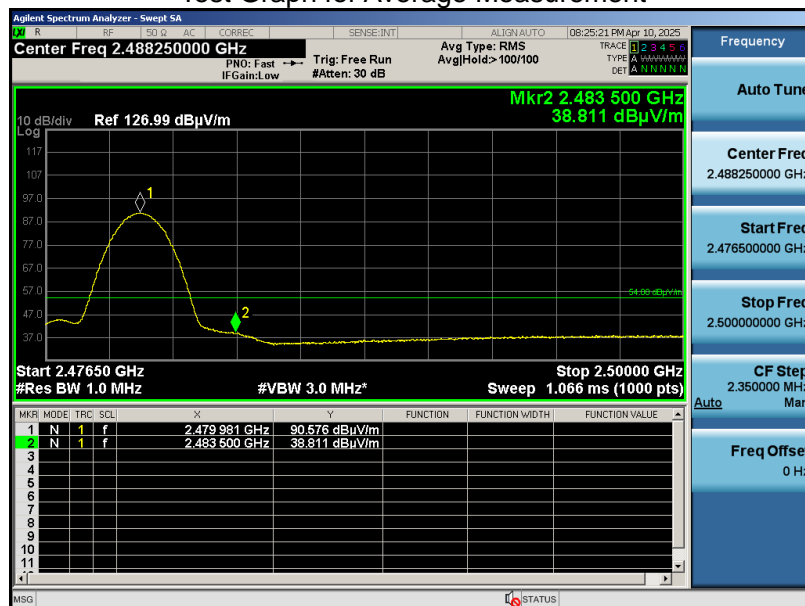 Test Graph for Average Measurement
Agilent Spectrum Analyzer - Swept SA
LXI R RF 50 Ω AC CORREC SENSE:INT ALIGN AUTO 08:25:21 PM Apr 10, 2025
Center Freq 2.488250000 GHz
PNO: Fast
IFGain:Low
Trig: Free Run
#Atten: 30 dB
Avg Type: RMS
Avg|Hold:>100/100
TRACE 1 2 3 4 5 6
TYPE A WWWWW
DET A N N N N N
Mkr2 2.483 500 GHz
38.811 dBµV/m
10 dB/div Ref 126.99 dBµV/m
Log
117
107
97.0
87.0
77.0
67.0
57.0
47.0
37.0
1
2
54.00 dBµV/m
Start 2.47650 GHz Stop 2.50000 GHz
#Res BW 1.0 MHz #VBW 3.0 MHz* Sweep 1.066 ms (1000 pts)
MKR MODE TRC SCL X Y FUNCTION FUNCTION WIDTH FUNCTION VALUE
1 N 1 f 2.479 981 GHz 90.576 dBµV/m
2 N 1 f 2.483 500 GHz 38.811 dBµV/m
3
4
5
6
7
8
9
10
11
MSG STATUS
Frequency
Auto Tune
Center Freq
2.488250000 GHz
Start Freq
2.476500000 GHz
Stop Freq
2.500000000 GHz
CF Step
2.350000 MHz
Auto Man
Freq Offset
0 Hz